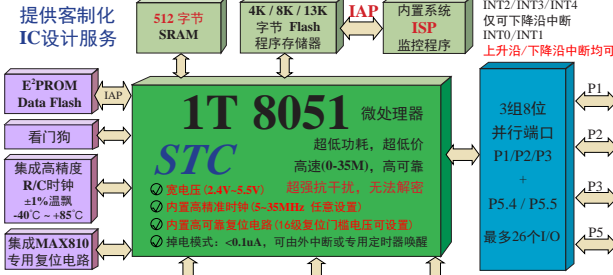 提供客制化
IC设计服务
512 字节
SRAM
4K / 8K / 13K
字节 Flash
程序存储器
IAP
内置系统
ISP
监控程序
INT2/INT3/INT4
仅可下降沿中断
INT0/INT1
上升沿/下降沿中断均可
E²PROM
Data Flash
IAP
看门狗
集成高精度
R/C时钟
±1%温飘
-40℃ ~ +85℃
集成MAX810
专用复位电路
1T 8051 微处理器
STC
超低功耗，超低价
高速(0-35M)，高可靠
超强抗干扰，无法解密
宽电压(2.4V~5.5V)
内置高精准时钟(5~35MHz 任意设置)
内置高可靠复位电路(16级复位门槛电压可设置)
掉电模式：<0.1uA，可由外中断或专用定时器唤醒
3组8位
并行端口
P1/P2/P3
+
P5.4 / P5.5
最多26个I/O
P1
P2
P3
P5